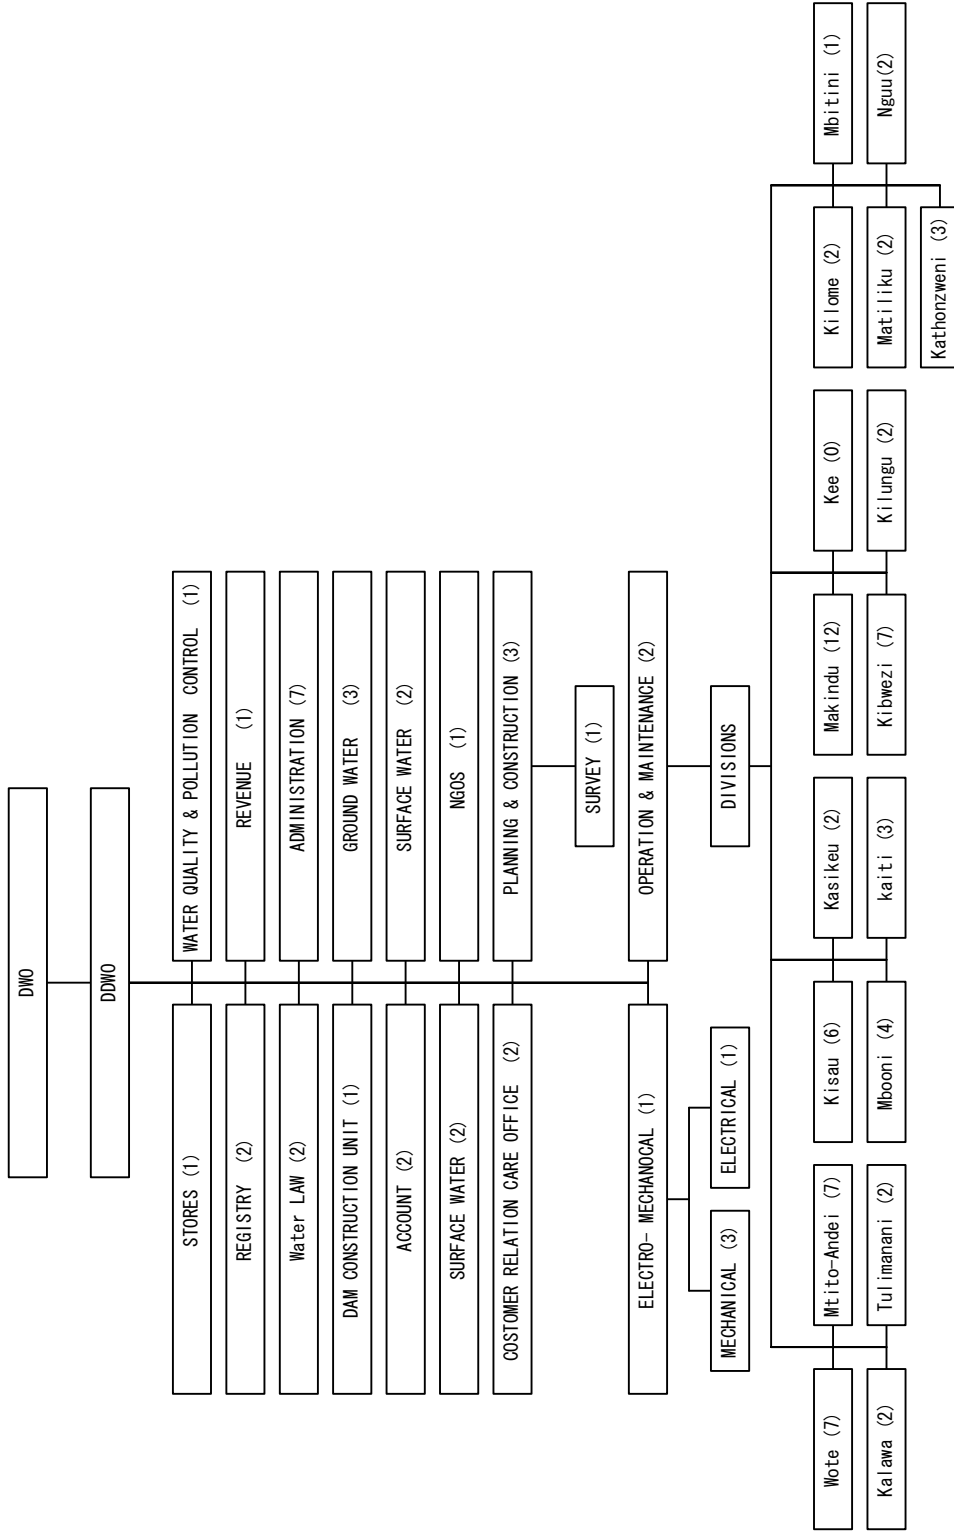 DWO
DDWO
STORES (1)
WATER QUALITY & POLLUTION CONTROL (1)
REGISTRY (2)
REVENUE (1)
Water LAW (2)
ADMINISTRATION (7)
DAM CONSTRUCTION UNIT (1)
GROUND WATER (3)
ACCOUNT (2)
SURFACE WATER (2)
SURFACE WATER (2)
NGOS (1)
COSTOMER RELATION CARE OFFICE (2)
PLANNING & CONSTRUCTION (3)
SURVEY (1)
ELECTRO- MECHANOCAL (1)
OPERATION & MAINTENANCE (2)
MECHANICAL (3)
ELECTRICAL (1)
DIVISIONS
Wote (7)
Mtito-Andei (7)
Kisau (6)
Kasikeu (2)
Makindu (12)
Kee (0)
Kilome (2)
Mbitini (1)
Kalawa (2)
Tulimanani (2)
Mbooni (4)
kaiti (3)
Kibwezi (7)
Kilungu (2)
Matiliku (2)
Nguu(2)
Kathonzweni (3)